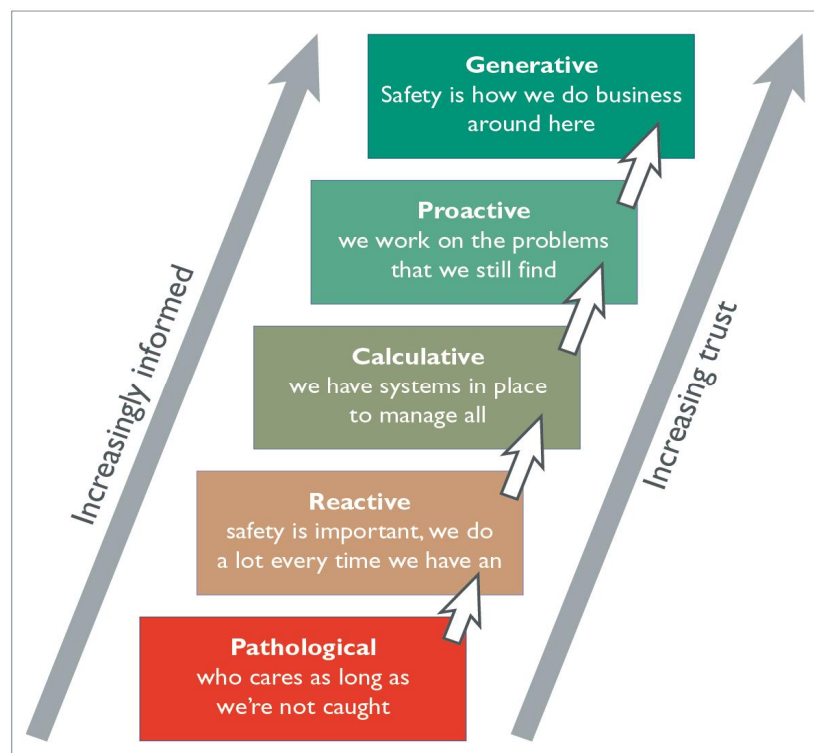 Generative
Safety is how we do business
around here
Proactive
we work on the problems
that we still find
Calculative
we have systems in place
to manage all
Reactive
safety is important, we do
a lot every time we have an
Pathological
who cares as long as
we're not caught
Increasingly informed
Increasing trust